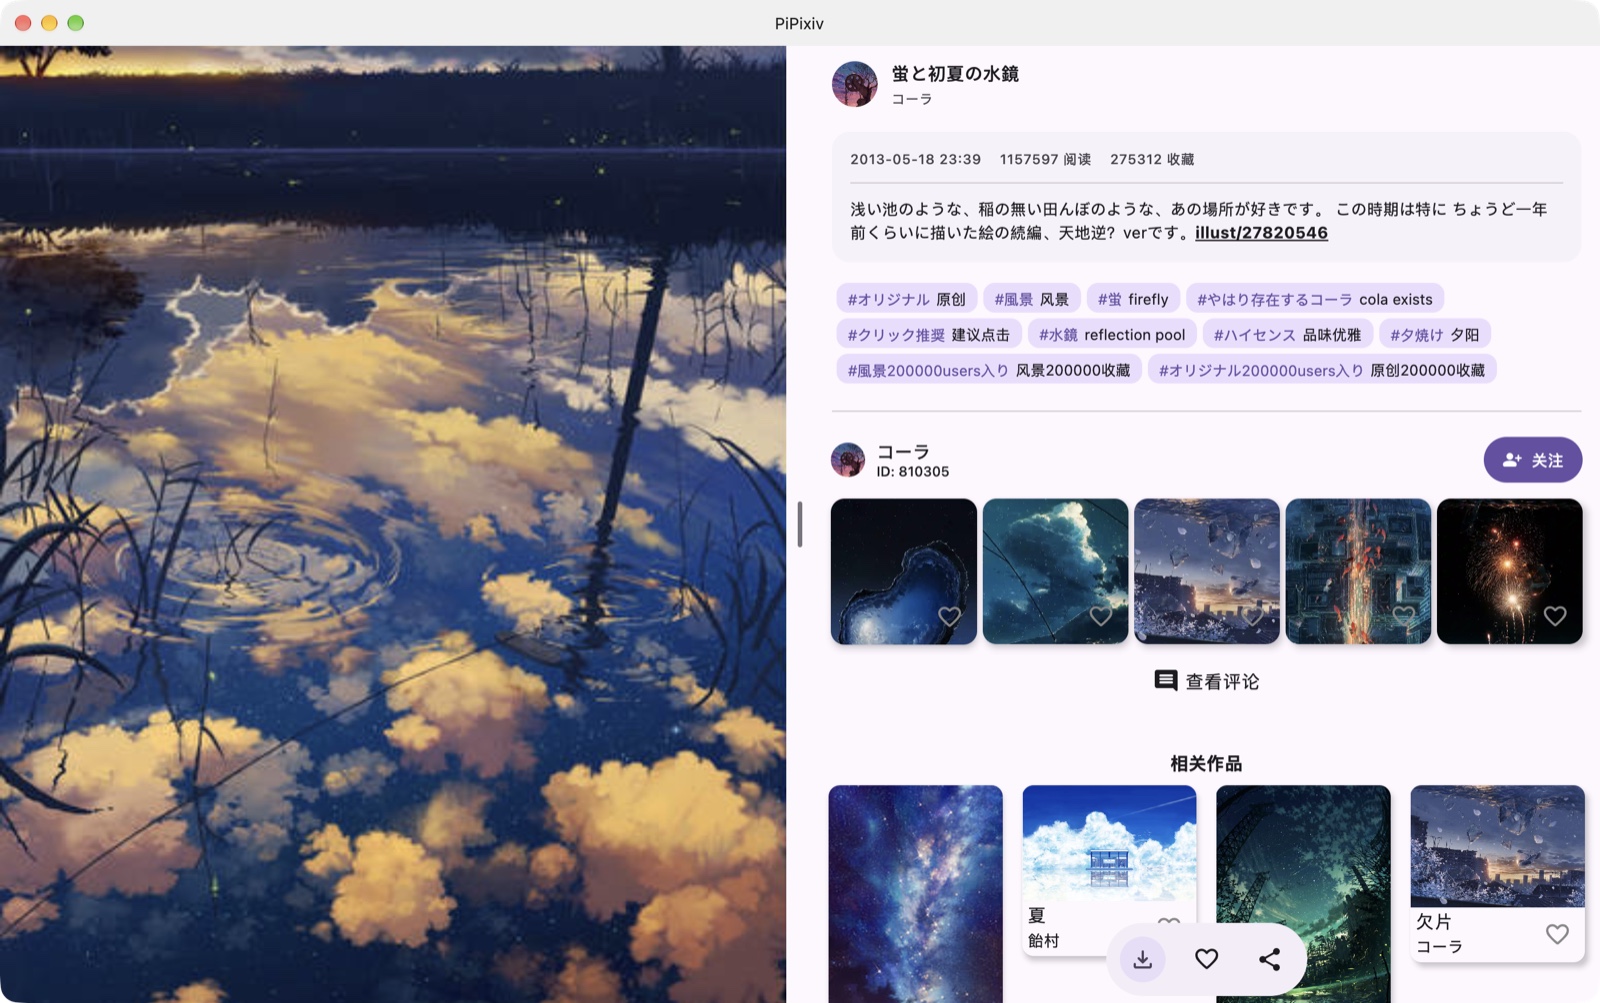 PiPixiv
蛍と初夏の水鏡
コーラ
2013-05-18 23:39 1157597 阅读 275312 收藏
浅い池のような、稲の無い田んぼのような、あの場所が好きです。 この時期は特に ちょうど一年
前くらいに描いた絵の続編、天地逆？verです。illust/27820546
#オリジナル 原创 #風景 风景 #蛍 firefly #やはり存在するコーラ cola exists
#クリック推奨 建议点击 #水鏡 reflection pool #ハイセンス 品味优雅 #夕焼け 夕阳
#風景200000users入り 风景200000收藏 #オリジナル200000users入り 原创200000收藏
コーラ
ID: 810305
关注
查看评论
相关作品
夏
飴村
欠片
コーラ